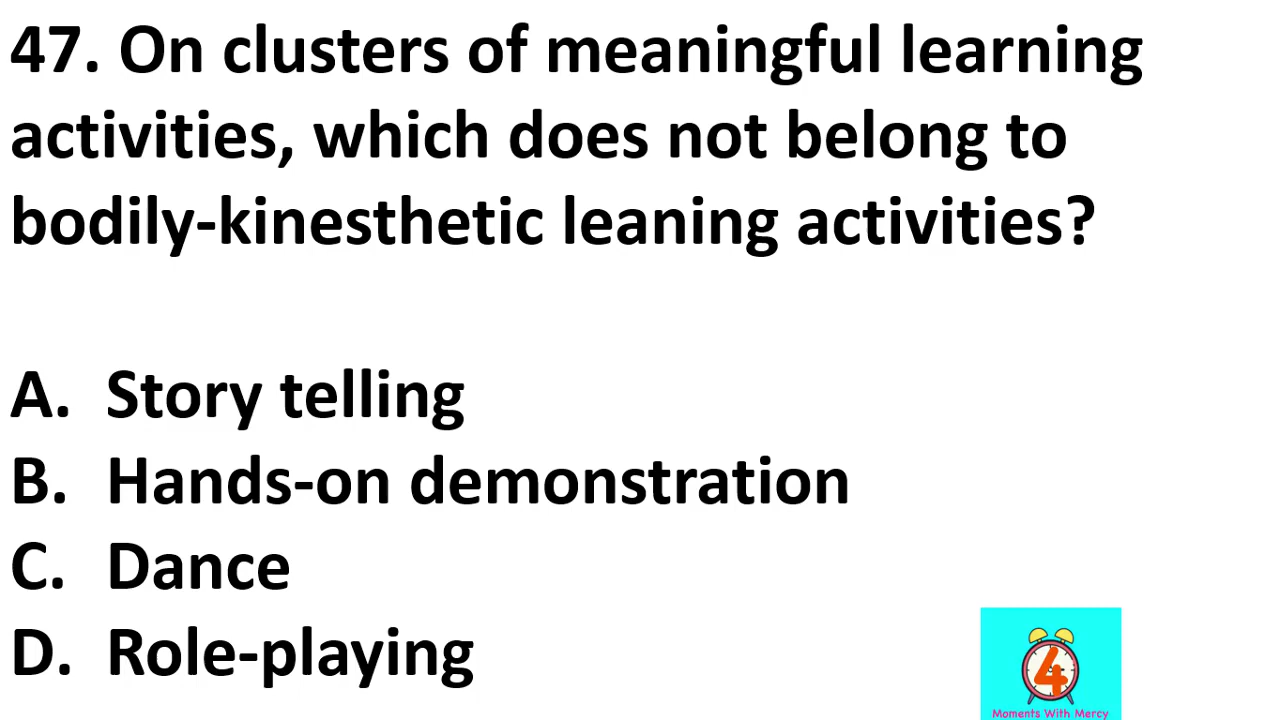 47. On clusters of meaningful learning
activities, which does not belong to
bodily-kinesthetic leaning activities?
A. Story telling
B. Hands-on demonstration
C. Dance
D. Role-playing
4
Moments With Mercy